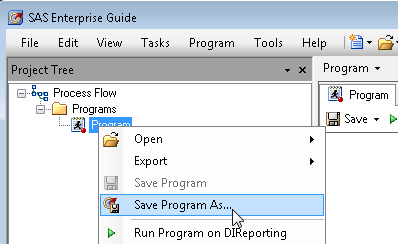 SAS Enterprise Guide
File Edit View Tasks Program Tools Help
Project Tree
Program
Process Flow
Programs
Program
Program
Save
Open
Export
Save Program
Save Program As...
Run Program on DIReporting